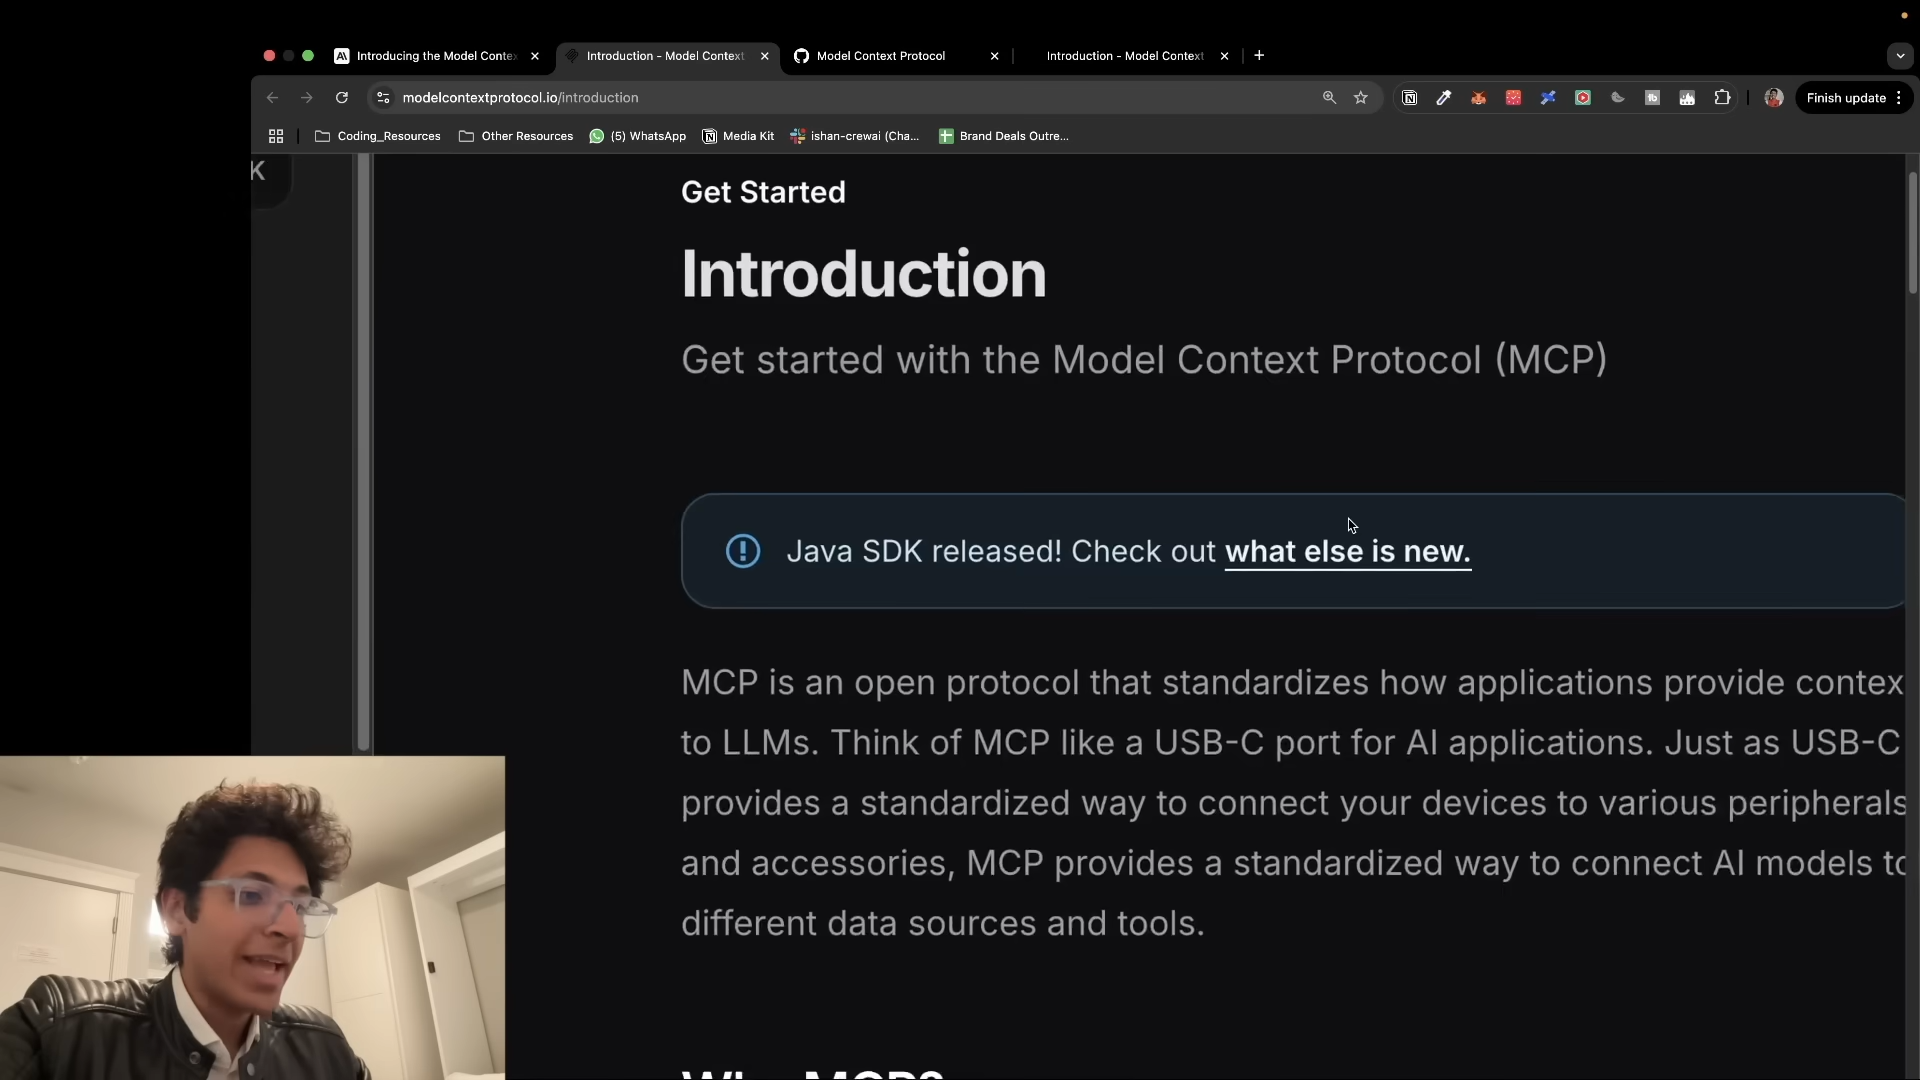 Introducing the Model Contex
Introduction - Model Context
Model Context Protocol
Introduction - Model Context
modelcontextprotocol.io/introduction
Finish update
Coding_Resources
Other Resources
(5) WhatsApp
Media Kit
ishan-crewai (Cha...
Brand Deals Outre...
K
Get Started
Introduction
Get started with the Model Context Protocol (MCP)
Java SDK released! Check out what else is new.
MCP is an open protocol that standardizes how applications provide contex
to LLMs. Think of MCP like a USB-C port for AI applications. Just as USB-C
provides a standardized way to connect your devices to various peripherals
and accessories, MCP provides a standardized way to connect AI models to
different data sources and tools.
Why MCP?